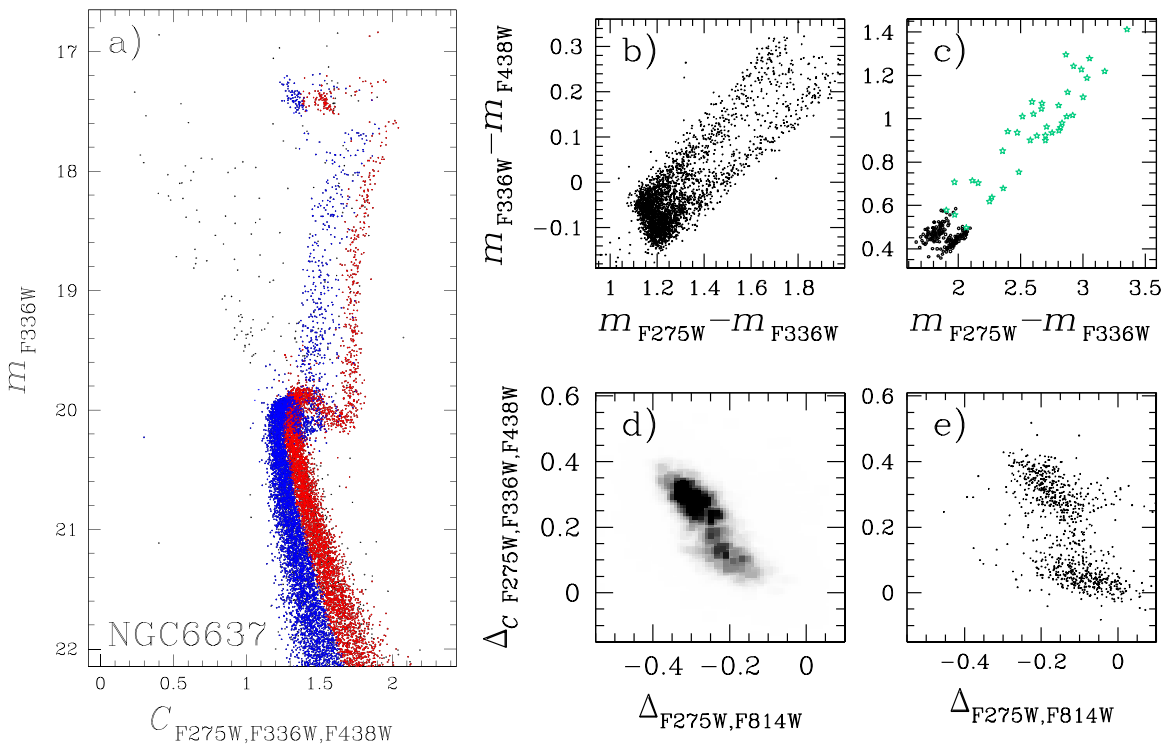 a)
17
18
19
20
21
22
m F336W
NGC6637
0 0.5 1 1.5 2
C F275W,F336W,F438W
b)
0.3
0.2
0.1
0
−0.1
m F336W−m F438W
1 1.2 1.4 1.6 1.8
m F275W−m F336W
c)
1.4
1.2
1
0.8
0.6
0.4
2 2.5 3 3.5
m F275W−m F336W
d)
0.6
0.4
0.2
0
Δ C F275W,F336W,F438W
−0.4 −0.2 0
Δ F275W,F814W
e)
0.6
0.4
0.2
0
−0.4 −0.2 0
Δ F275W,F814W